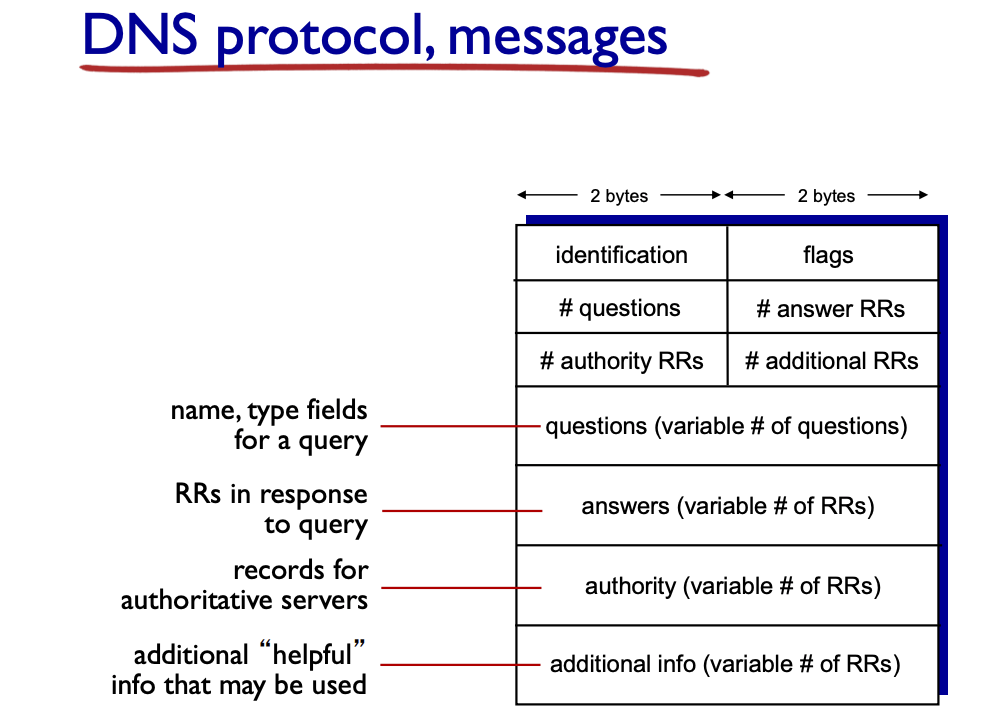 DNS protocol, messages
2 bytes 2 bytes
identification flags
# questions # answer RRs
# authority RRs # additional RRs
name, type fields
for a query
questions (variable # of questions)
RRs in response
to query
answers (variable # of RRs)
records for
authoritative servers
authority (variable # of RRs)
additional “helpful”
info that may be used
additional info (variable # of RRs)